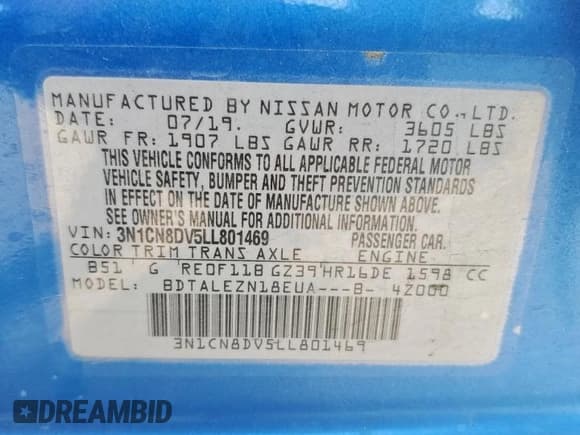 MANUFACTURED BY NISSAN MOTOR CO.,LTD.
DATE: 07/19. GVWR: 3605 LBS
GAWR FR: 1907 LBS GAWR RR: 1720 LBS
THIS VEHICLE CONFORMS TO ALL APPLICABLE FEDERAL MOTOR
VEHICLE SAFETY, BUMPER AND THEFT PREVENTION STANDARDS
IN EFFECT ON THE DATE OF MANUFACTURE SHOWN ABOVE.
SEE OWNER'S MANUAL FOR ADDITIONAL INFORMATION.
VIN: 3N1CN8DV5LL801469 PASSENGER CAR.
COLOR TRIM TRANS AXLE ENGINE
B51 G RE0F11B GZ39 HR16DE 1598 CC
MODEL: BDTALEZN18EUA---B- 4Z000
3N1CN8DV5LL801469
DREAMBID